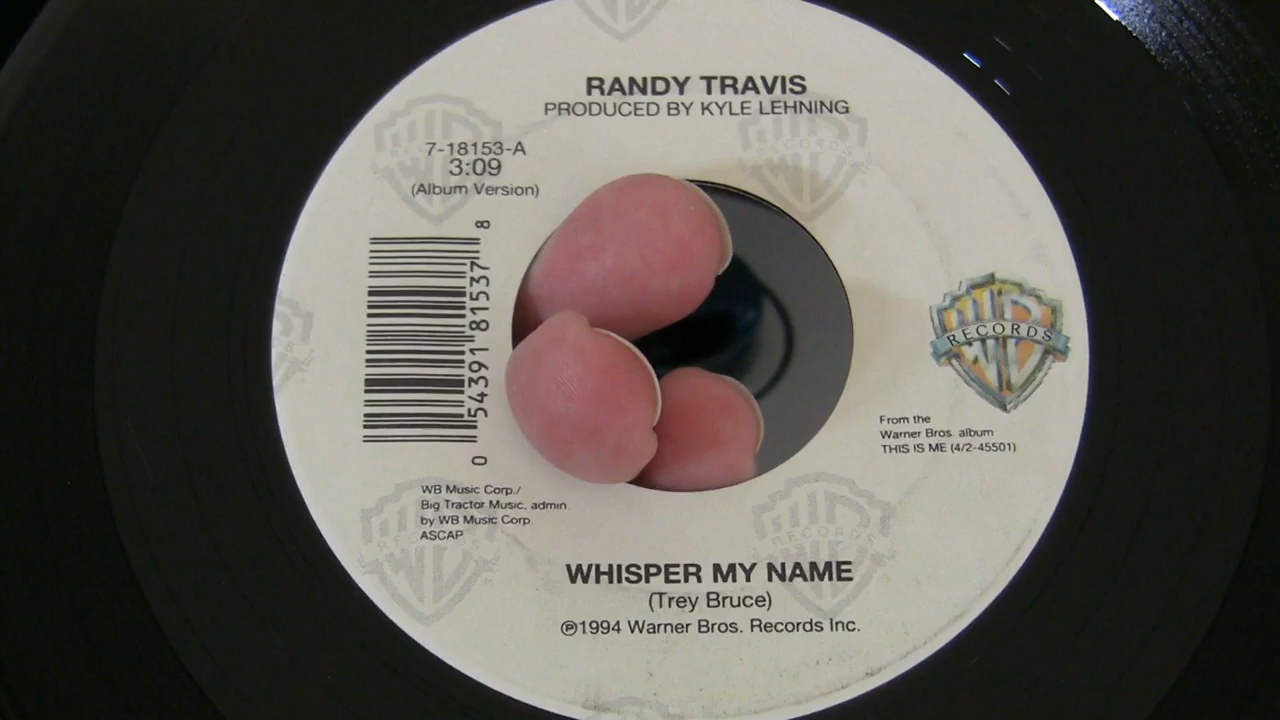 RANDY TRAVIS
PRODUCED BY KYLE LEHNING
7-18153-A
3:09
(Album Version)
0 54391 81537 8
RECORDS
From the
Warner Bros. album
THIS IS ME (4/2-45501)
WB Music Corp./
Big Tractor Music, admin.
by WB Music Corp.
ASCAP
WHISPER MY NAME
(Trey Bruce)
℗1994 Warner Bros. Records Inc.